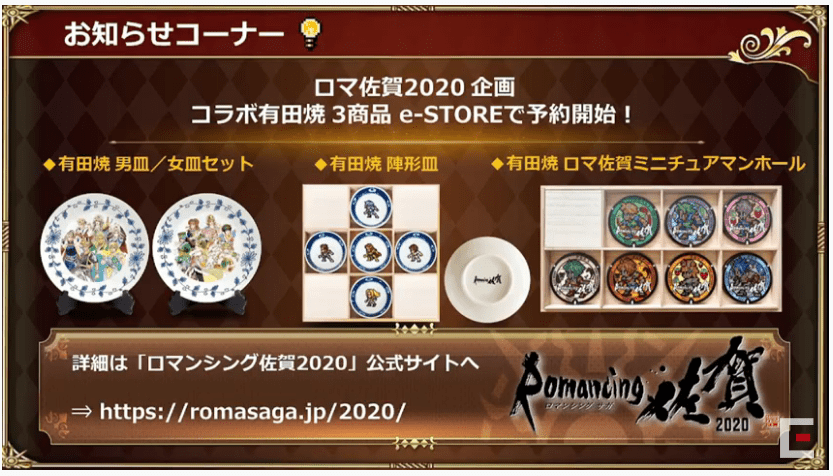 お知らせコーナー
ロマ佐賀2020 企画
コラボ有田焼 3商品 e-STOREで予約開始！
◆有田焼 男皿／女皿セット
◆有田焼 陣形皿
◆有田焼 ロマ佐賀ミニチュアマンホール
Romancing 佐賀
詳細は「ロマンシング佐賀2020」公式サイトへ
⇒ https://romasaga.jp/2020/
Romancing 佐賀
ロマンシング サガ
2020